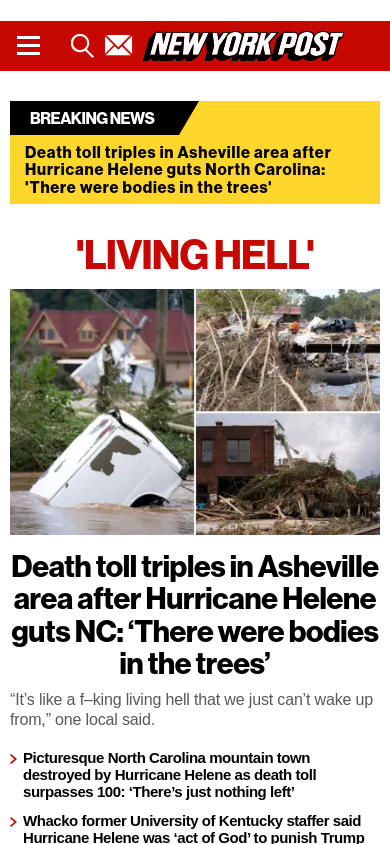 NEW YORK POST
BREAKING NEWS
Death toll triples in Asheville area after
Hurricane Helene guts North Carolina:
'There were bodies in the trees'
'LIVING HELL'
Death toll triples in Asheville
area after Hurricane Helene
guts NC: ‘There were bodies
in the trees’
“It’s like a f–king living hell that we just can’t wake up
from,” one local said.
Picturesque North Carolina mountain town
destroyed by Hurricane Helene as death toll
surpasses 100: ‘There’s just nothing left’
Whacko former University of Kentucky staffer said
Hurricane Helene was ‘act of God’ to punish Trump